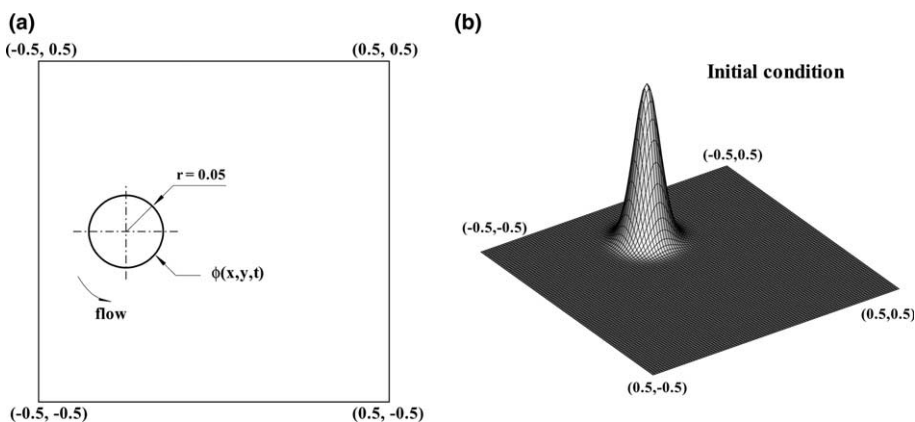 (a)
(-0.5, 0.5)
(0.5, 0.5)
r = 0.05
ϕ(x,y,t)
flow
(-0.5, -0.5)
(0.5, -0.5)
(b)
Initial condition
(-0.5,0.5)
(-0.5,-0.5)
(0.5,0.5)
(0.5,-0.5)